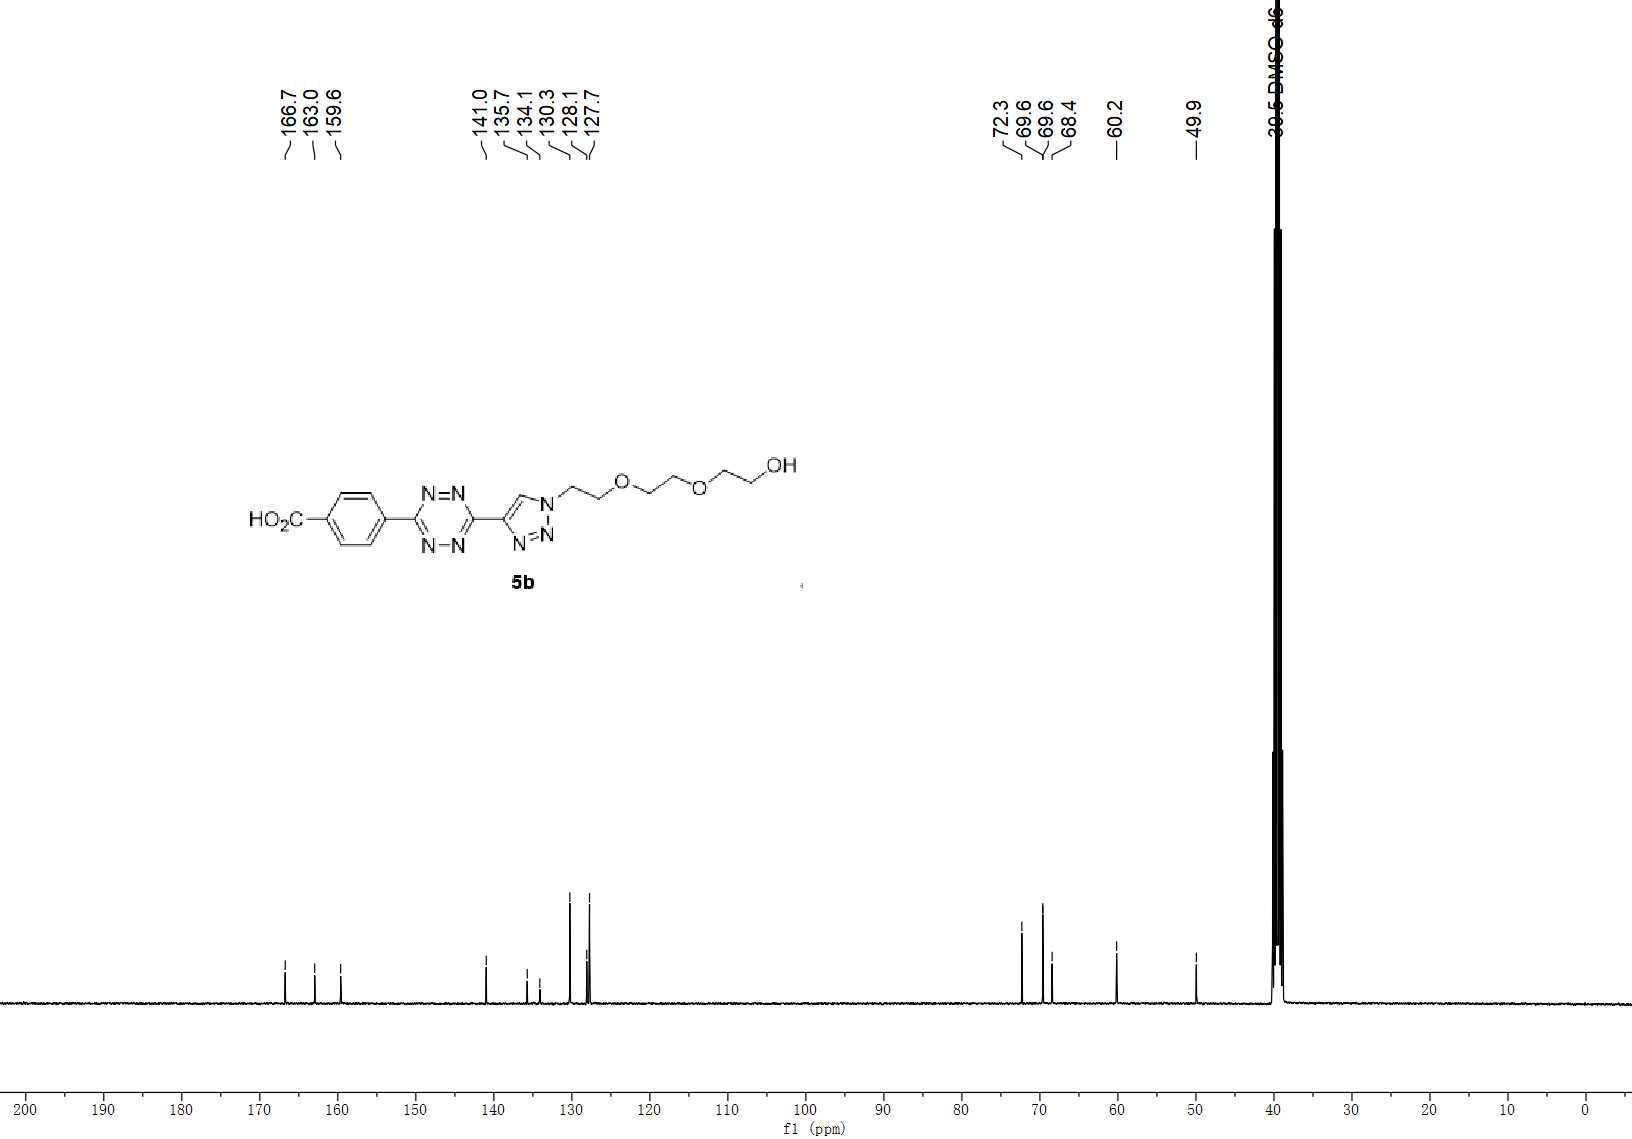 166.7
163.0
159.6
141.0
135.7
134.1
130.3
128.1
127.7
72.3
69.6
69.6
68.4
60.2
49.9
39.5 DMSO-d6
OH
O
O
N=N
N
HO2C
N
N-N
N=N
5b
200 190 180 170 160 150 140 130 120 110 100 90 80 70 60 50 40 30 20 10 0
f1 (ppm)